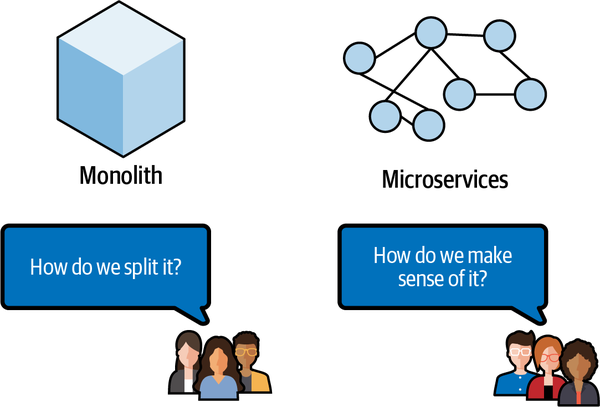 Monolith
Microservices
How do we split it?
How do we make
sense of it?